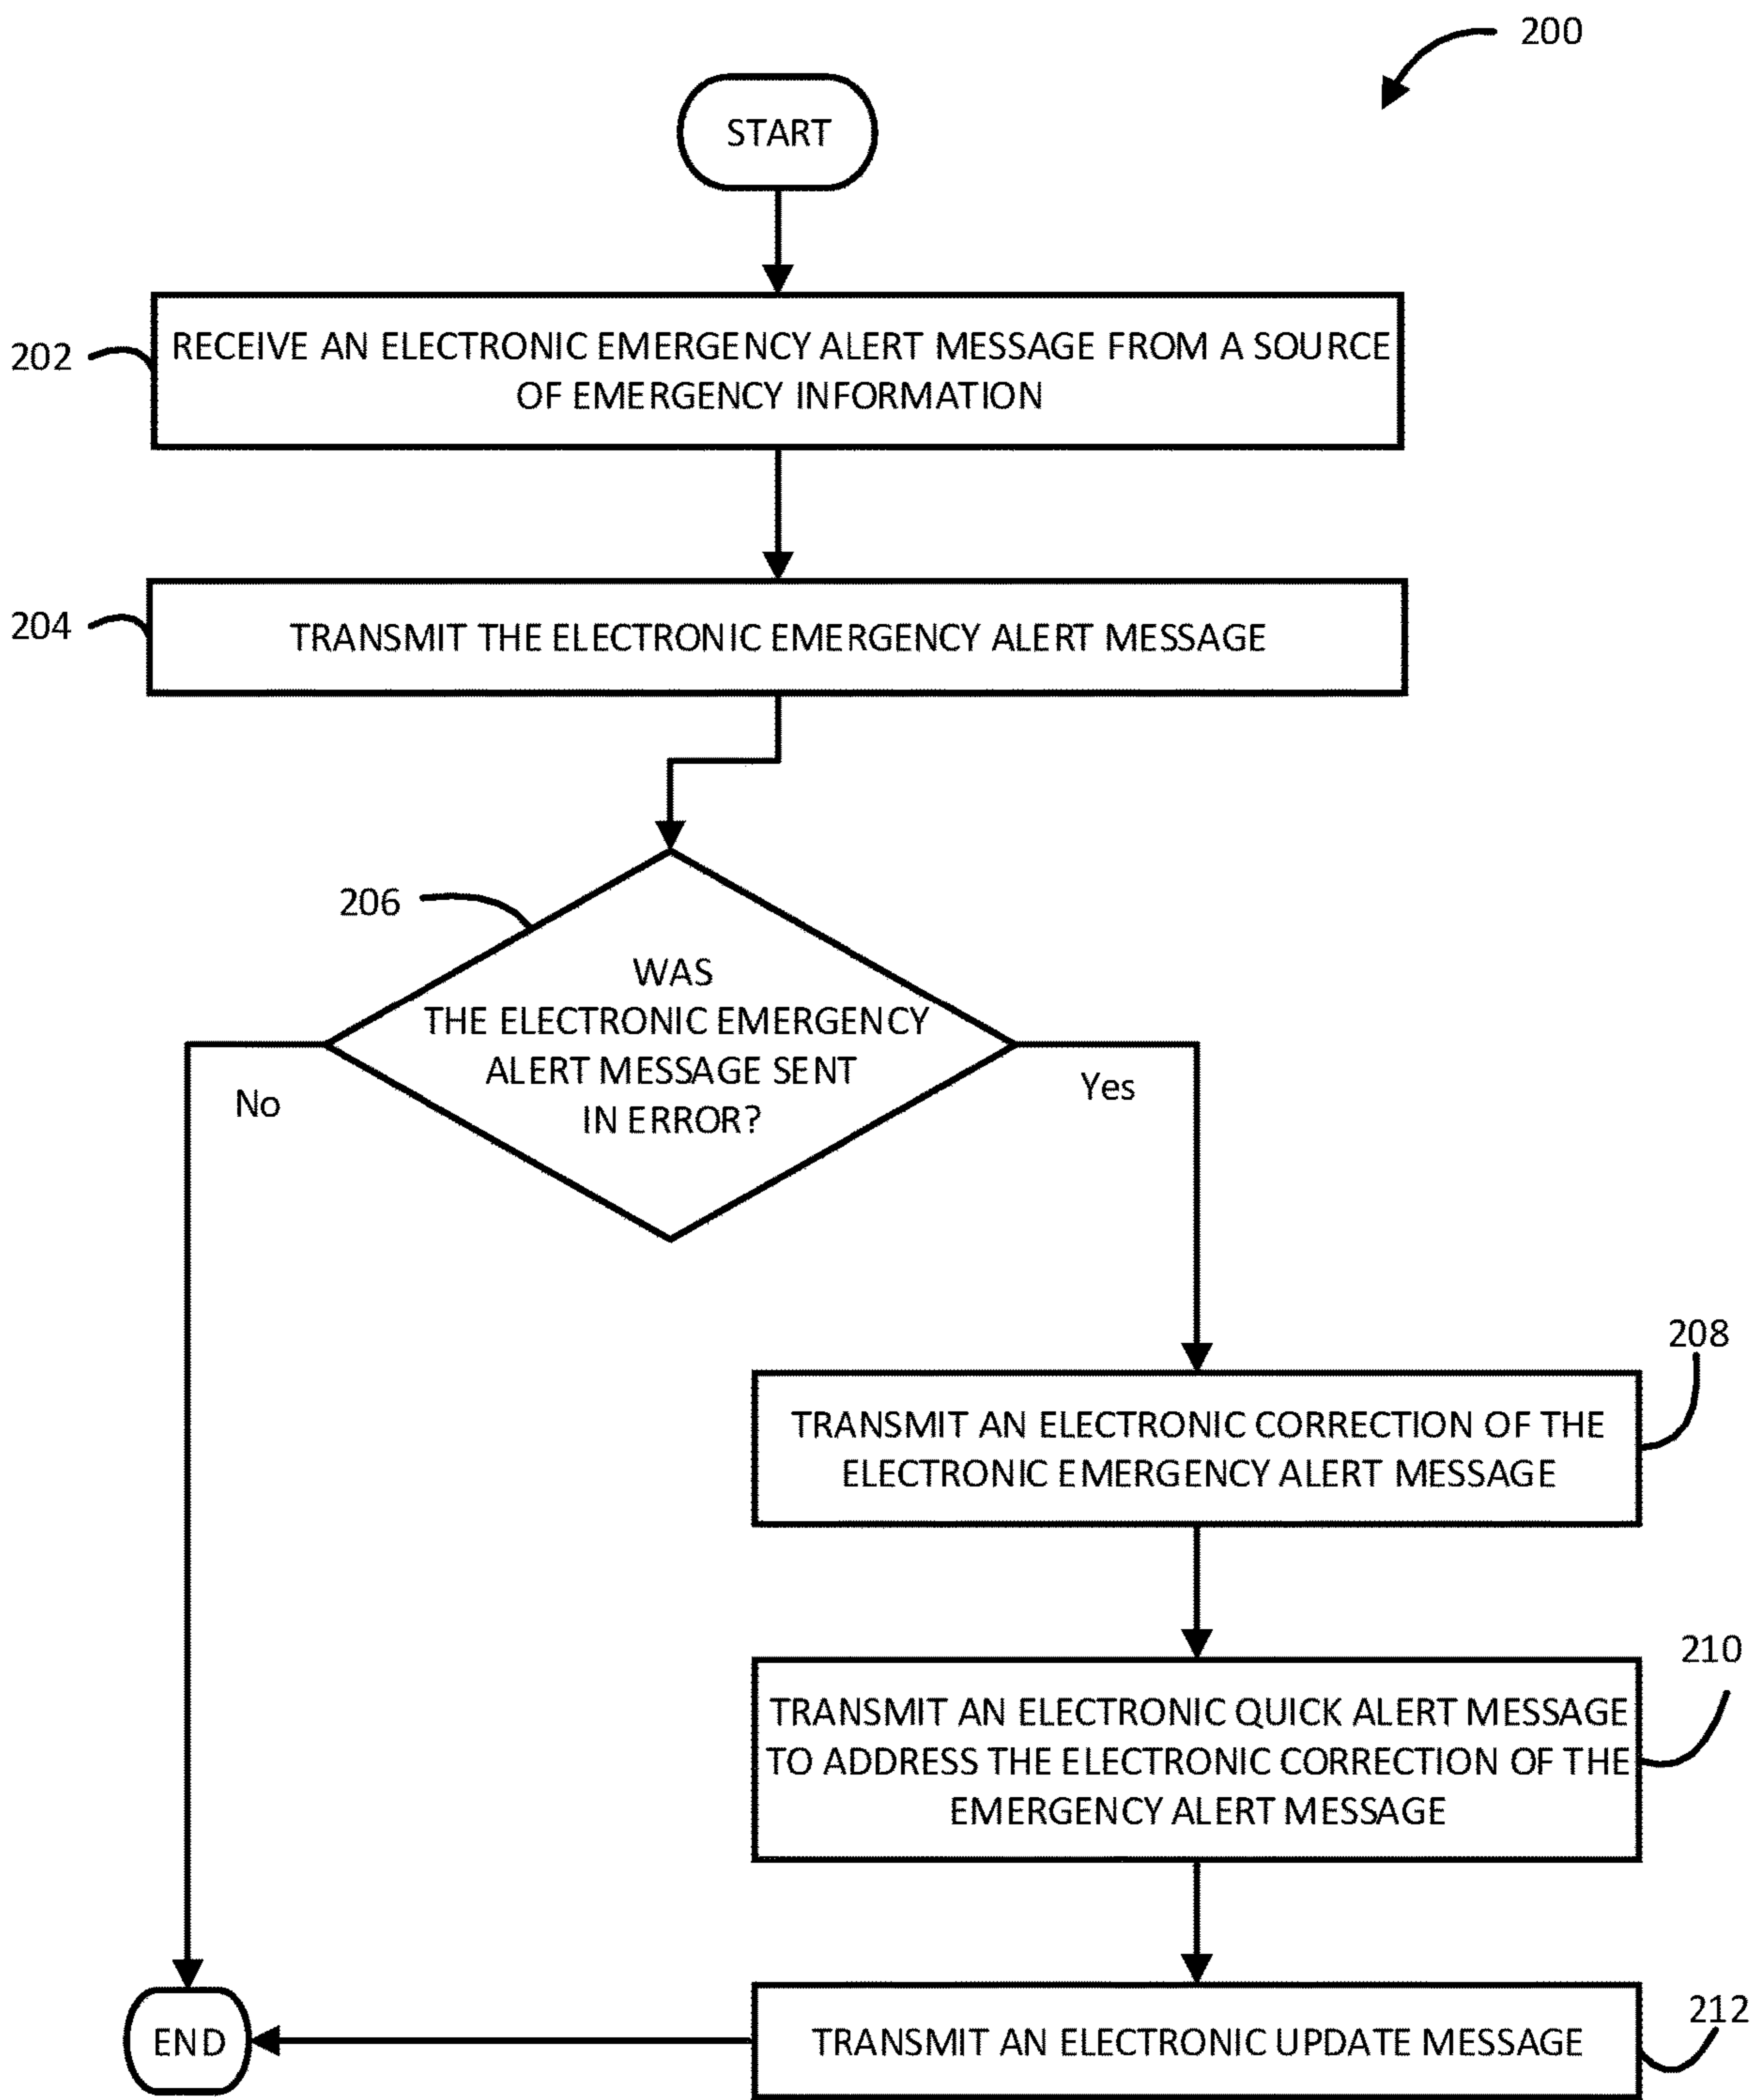 200
START
202
RECEIVE AN ELECTRONIC EMERGENCY ALERT MESSAGE FROM A SOURCE
OF EMERGENCY INFORMATION
204
TRANSMIT THE ELECTRONIC EMERGENCY ALERT MESSAGE
206
WAS
THE ELECTRONIC EMERGENCY
ALERT MESSAGE SENT
IN ERROR?
No
Yes
208
TRANSMIT AN ELECTRONIC CORRECTION OF THE
ELECTRONIC EMERGENCY ALERT MESSAGE
210
TRANSMIT AN ELECTRONIC QUICK ALERT MESSAGE
TO ADDRESS THE ELECTRONIC CORRECTION OF THE
EMERGENCY ALERT MESSAGE
212
TRANSMIT AN ELECTRONIC UPDATE MESSAGE
END